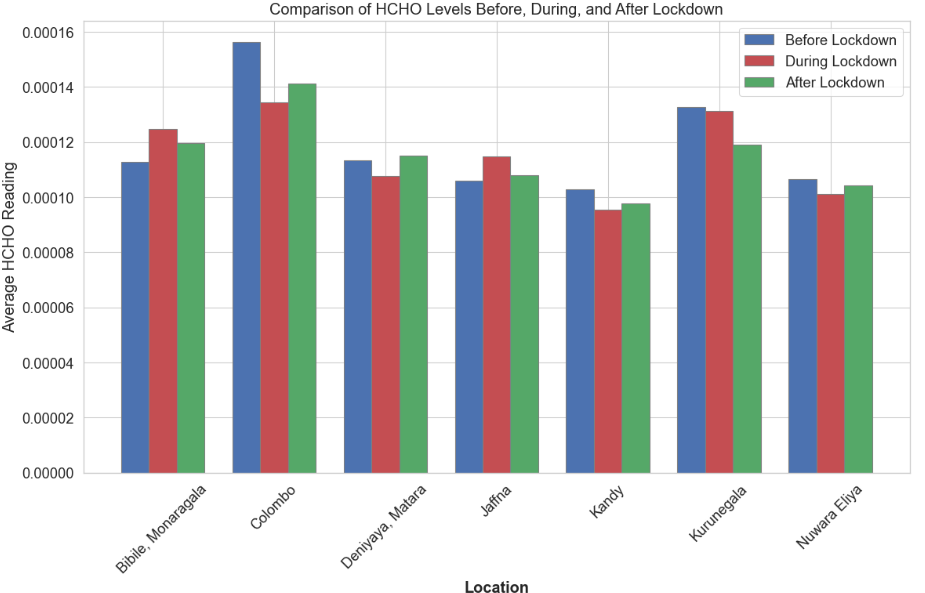 Comparison of HCHO Levels Before, During, and After Lockdown
Before Lockdown
During Lockdown
After Lockdown
Average HCHO Reading
0.00016
0.00014
0.00012
0.00010
0.00008
0.00006
0.00004
0.00002
0.00000
Bibile, Monaragala
Colombo
Deniyaya, Matara
Jaffna
Kandy
Kurunegala
Nuwara Eliya
Location